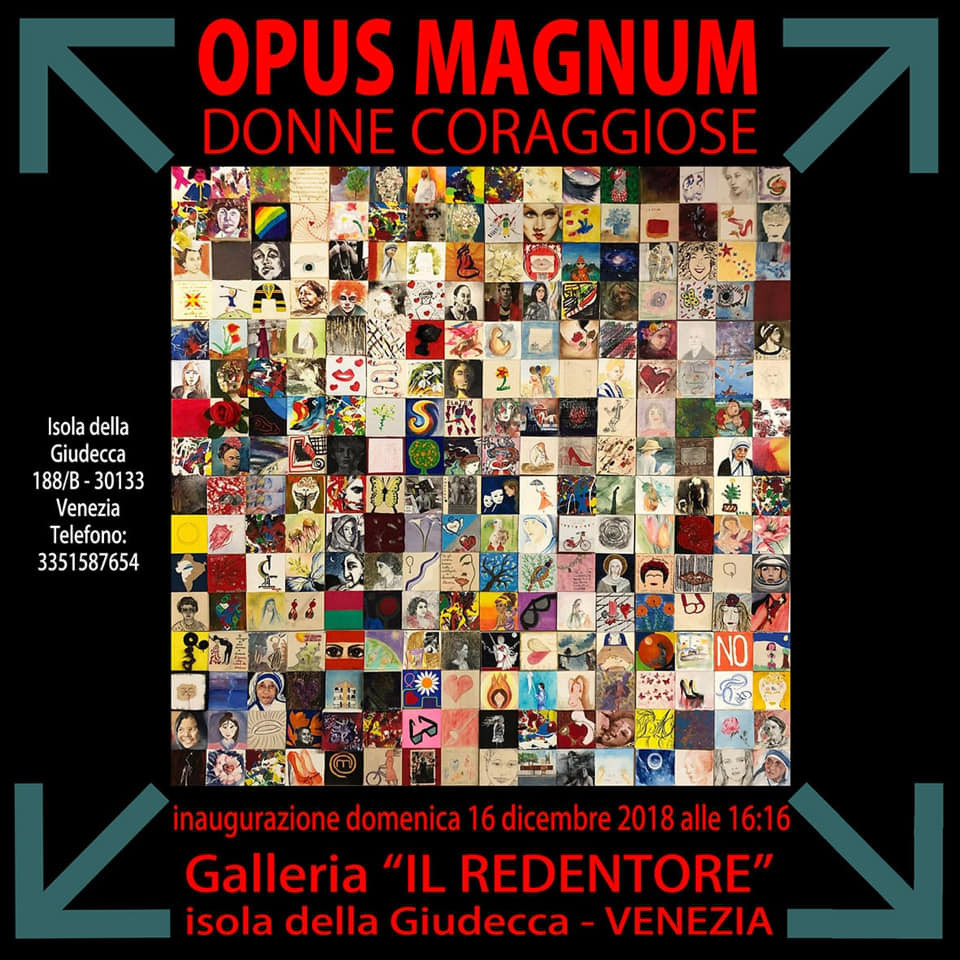 OPUS MAGNUM
DONNE CORAGGIOSE
Isola della
Giudecca
188/B - 30133
Venezia
Telefono:
3351587654
NO
inaugurazione domenica 16 dicembre 2018 alle 16:16
Galleria “IL REDENTORE”
isola della Giudecca - VENEZIA